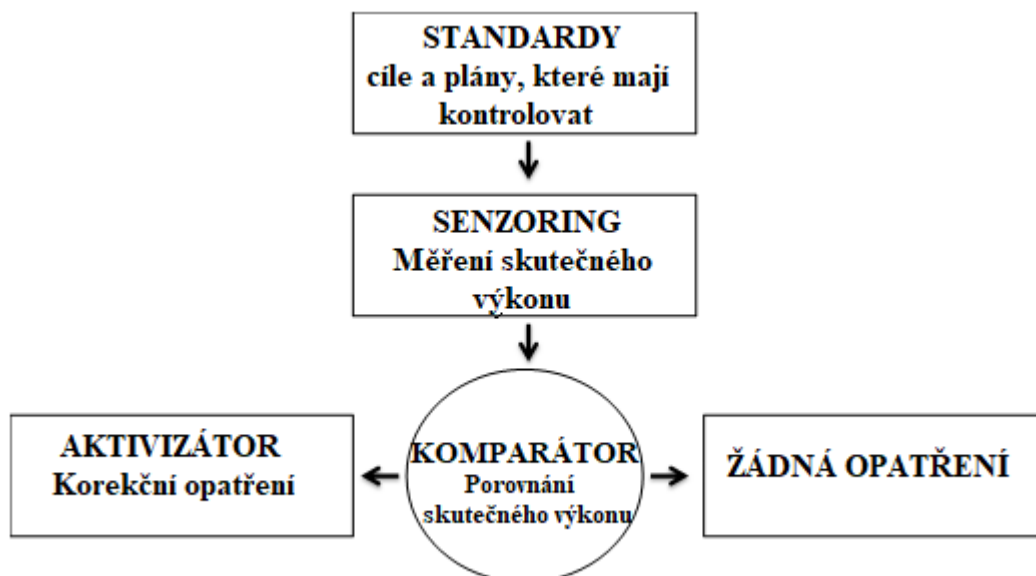 STANDARDY
cíle a plány, které mají
kontrolovat
SENZORING
Měření skutečného
výkonu
AKTIVIZÁTOR
Korekční opatření
KOMPARÁTOR
Porovnání
skutečného výkonu
ŽÁDNÁ OPATŘENÍ